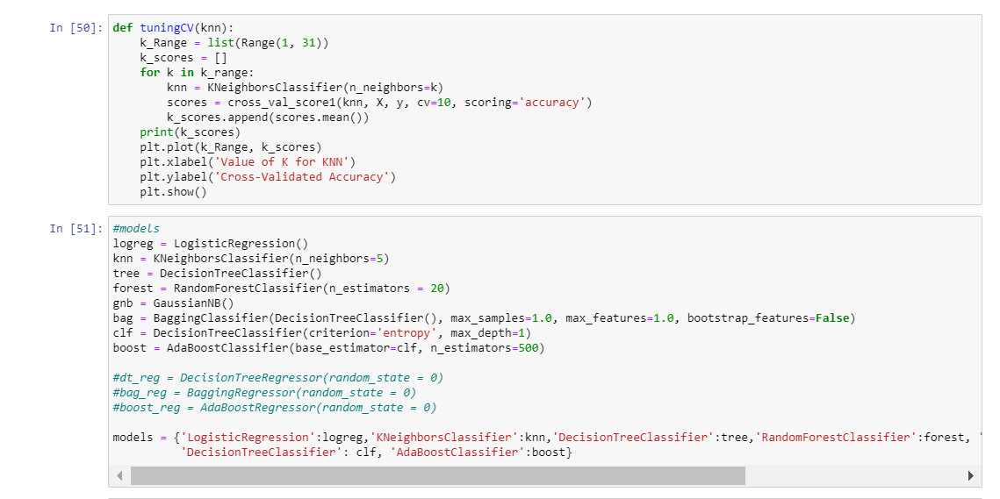 In [50]: def tuningCV(knn):
    k_Range = list(Range(1, 31))
    k_scores = []
    for k in k_range:
        knn = KNeighborsClassifier(n_neighbors=k)
        scores = cross_val_score1(knn, X, y, cv=10, scoring='accuracy')
        k_scores.append(scores.mean())
    print(k_scores)
    plt.plot(k_Range, k_scores)
    plt.xlabel('Value of K for KNN')
    plt.ylabel('Cross-Validated Accuracy')
    plt.show()
In [51]: #models
logreg = LogisticRegression()
knn = KNeighborsClassifier(n_neighbors=5)
tree = DecisionTreeClassifier()
forest = RandomForestClassifier(n_estimators = 20)
gnb = GaussianNB()
bag = BaggingClassifier(DecisionTreeClassifier(), max_samples=1.0, max_features=1.0, bootstrap_features=False)
clf = DecisionTreeClassifier(criterion='entropy', max_depth=1)
boost = AdaBoostClassifier(base_estimator=clf, n_estimators=500)
#dt_reg = DecisionTreeRegressor(random_state = 0)
#bag_reg = BaggingRegressor(random_state = 0)
#boost_reg = AdaBoostRegressor(random_state = 0)
models = {'LogisticRegression':logreg,'KNeighborsClassifier':knn,'DecisionTreeClassifier':tree,'RandomForestClassifier':forest, '
          'DecisionTreeClassifier': clf, 'AdaBoostClassifier':boost}